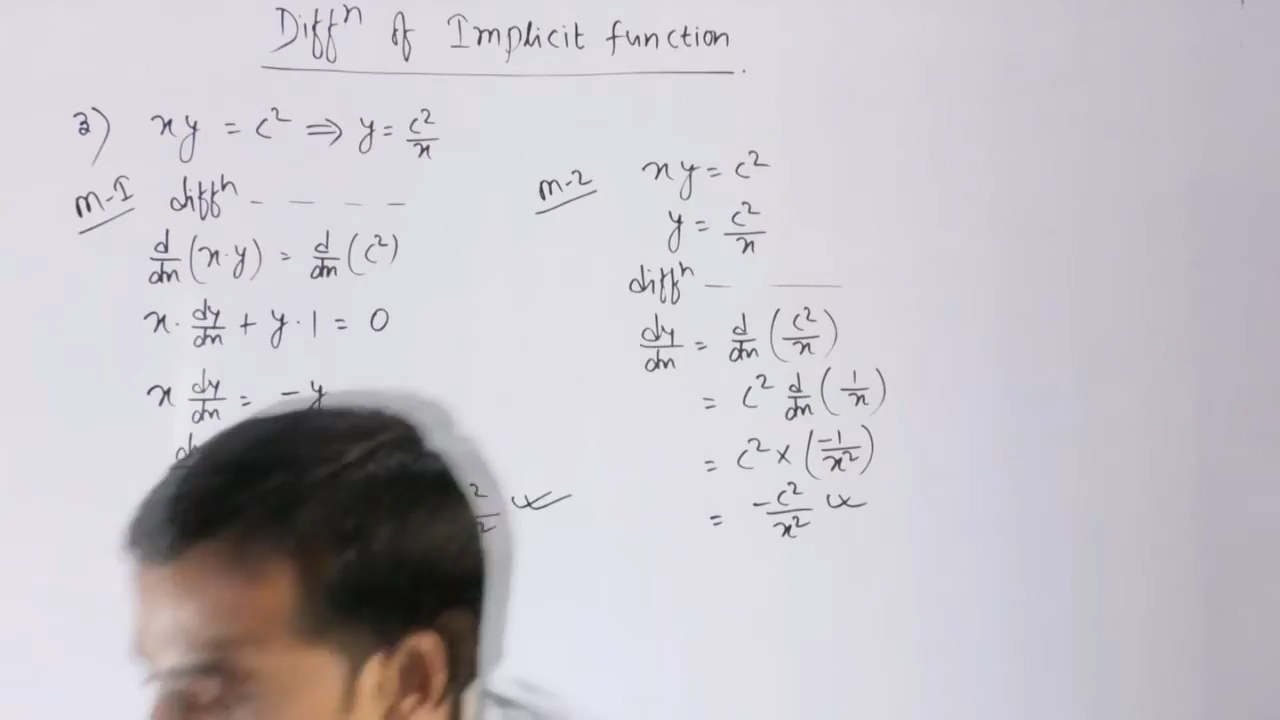 Diffⁿ of Implicit function
3) xy = c² ⇒ y = c²/x
M-I diffⁿ - - - -
d/dx (x·y) = d/dx (c²)
x· dy/dx + y·1 = 0
x dy/dx = -y
M-2 xy = c²
y = c²/x
diffⁿ — —
dy/dx = d/dx (c²/x)
= c² d/dx (1/x)
= c² × (-1/x²)
= -c²/x²